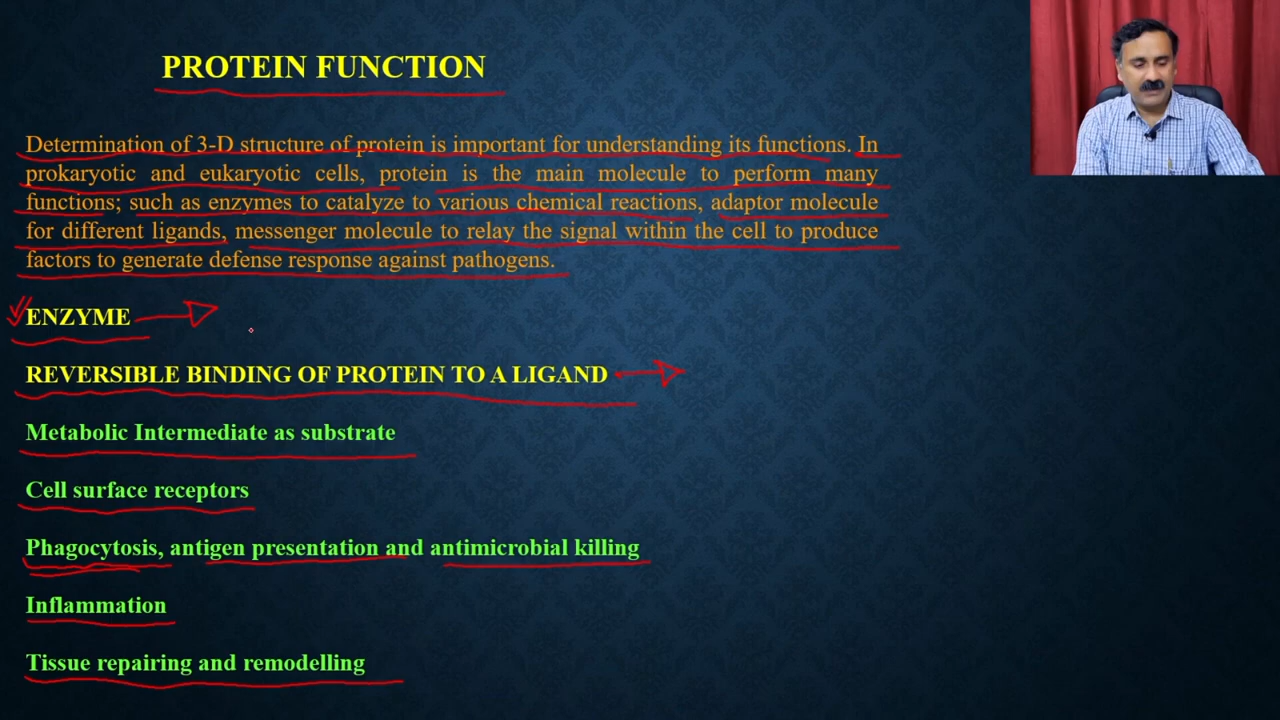 PROTEIN FUNCTION
Determination of 3-D structure of protein is important for understanding its functions. In
prokaryotic and eukaryotic cells, protein is the main molecule to perform many
functions; such as enzymes to catalyze to various chemical reactions, adaptor molecule
for different ligands, messenger molecule to relay the signal within the cell to produce
factors to generate defense response against pathogens.
ENZYME
REVERSIBLE BINDING OF PROTEIN TO A LIGAND
Metabolic Intermediate as substrate
Cell surface receptors
Phagocytosis, antigen presentation and antimicrobial killing
Inflammation
Tissue repairing and remodelling